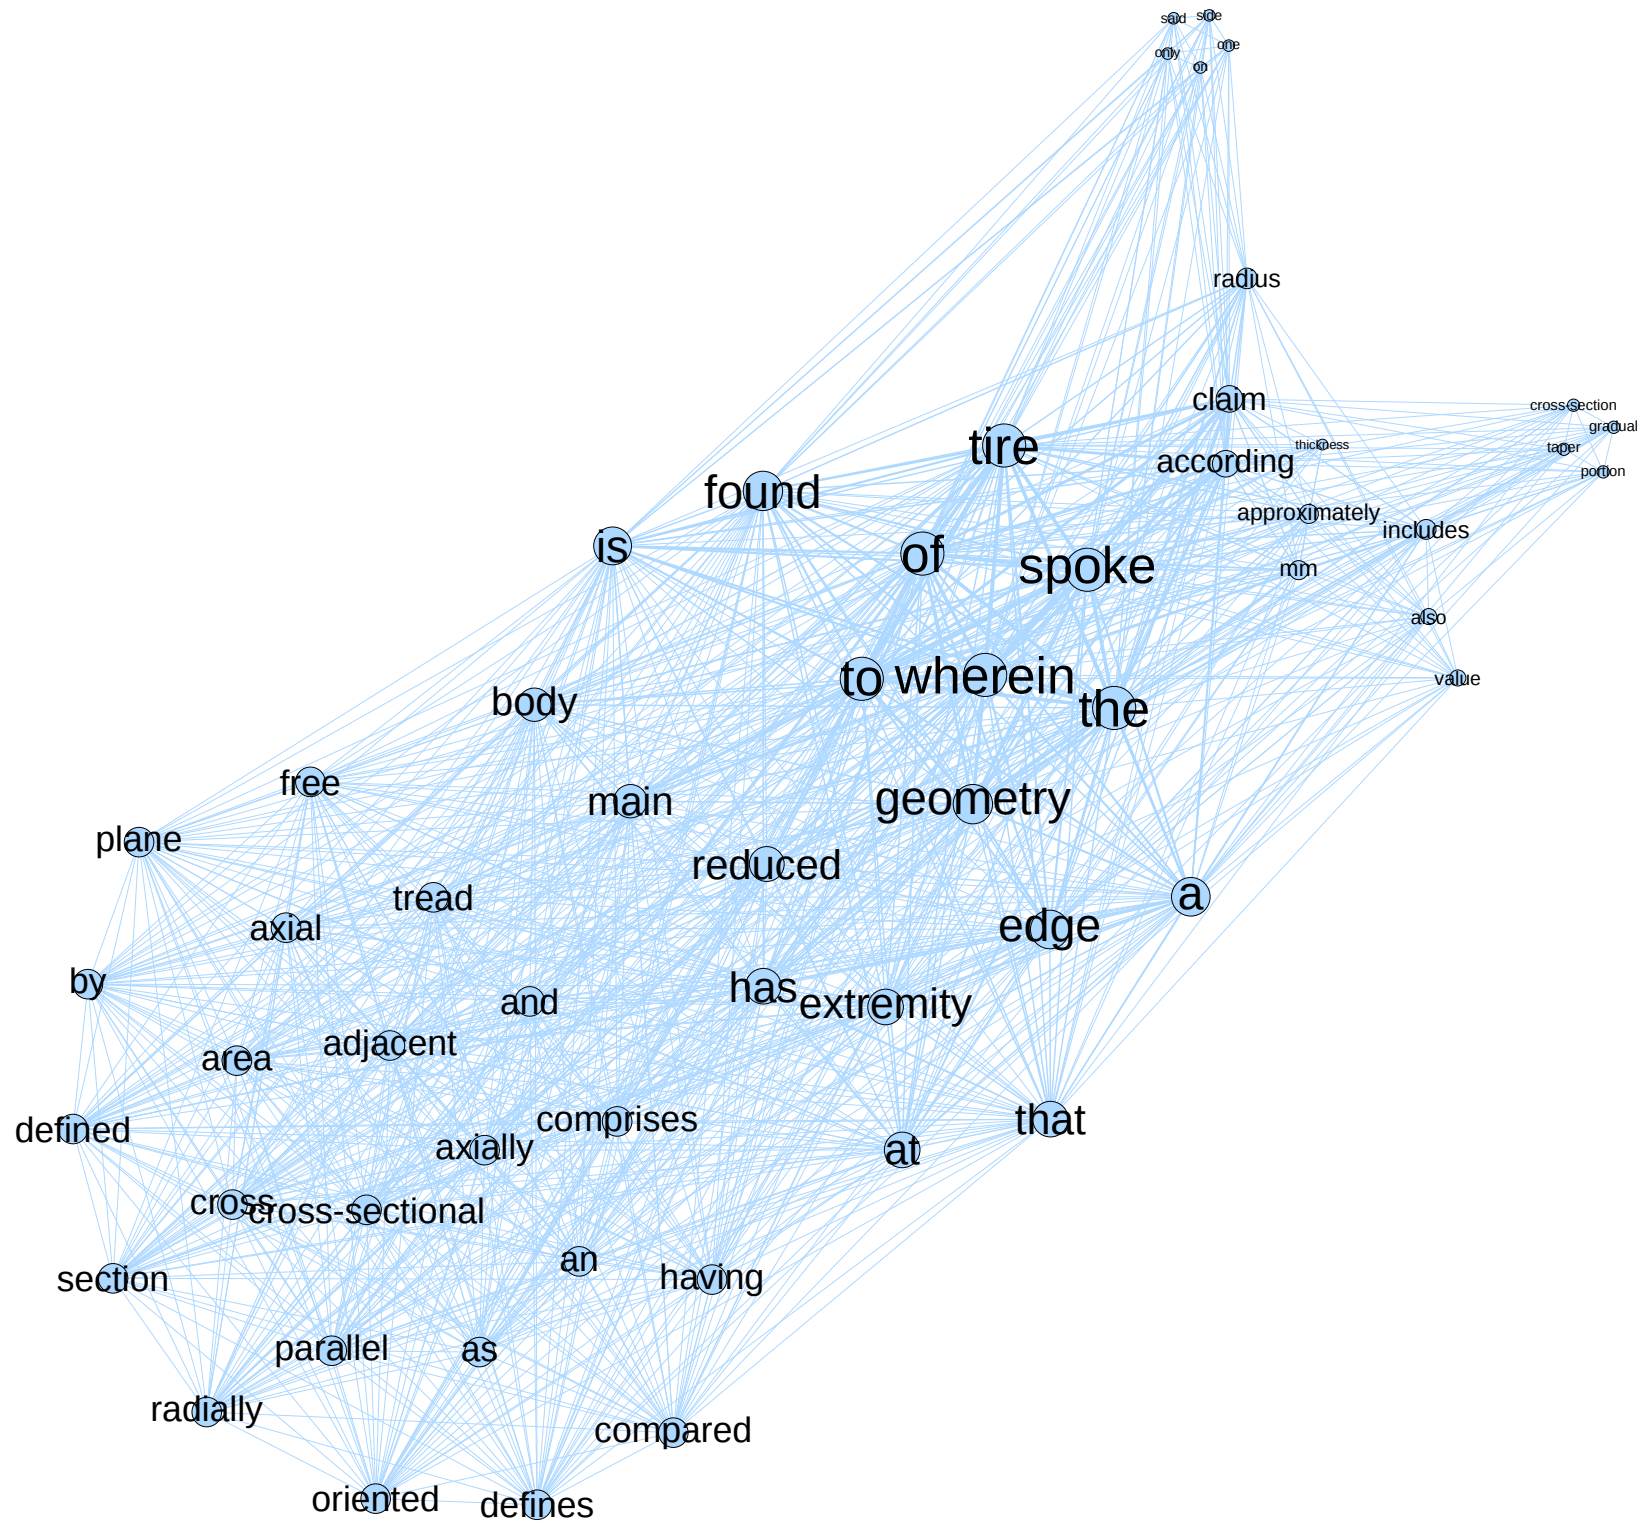 said
side
one
only
on
radius
claim
cross-section
gradual
tire
thickness
taper
according
portion
found
approximately
includes
is
of
spoke
mm
also
to
wherein
value
the
body
free
main
geometry
plane
reduced
tread
a
axial
edge
by
has
and
extremity
area
adjacent
defined
comprises
that
axially
at
cross
cross-sectional
section
an
having
parallel
as
radially
compared
oriented
defines